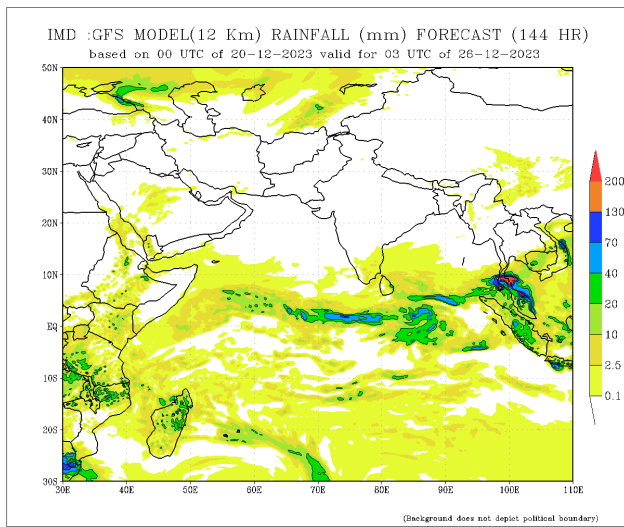 IMD :GFS MODEL(12 Km) RAINFALL (mm) FORECAST (144 HR)
based on 00 UTC of 20-12-2023 valid for 03 UTC of 26-12-2023
50N
40N
30N
20N
10N
EQ
10S
20S
30S
30E 40E 50E 60E 70E 80E 90E 100E 110E
200
130
70
40
20
10
2.5
0.1
(Background does not depict political boundary)